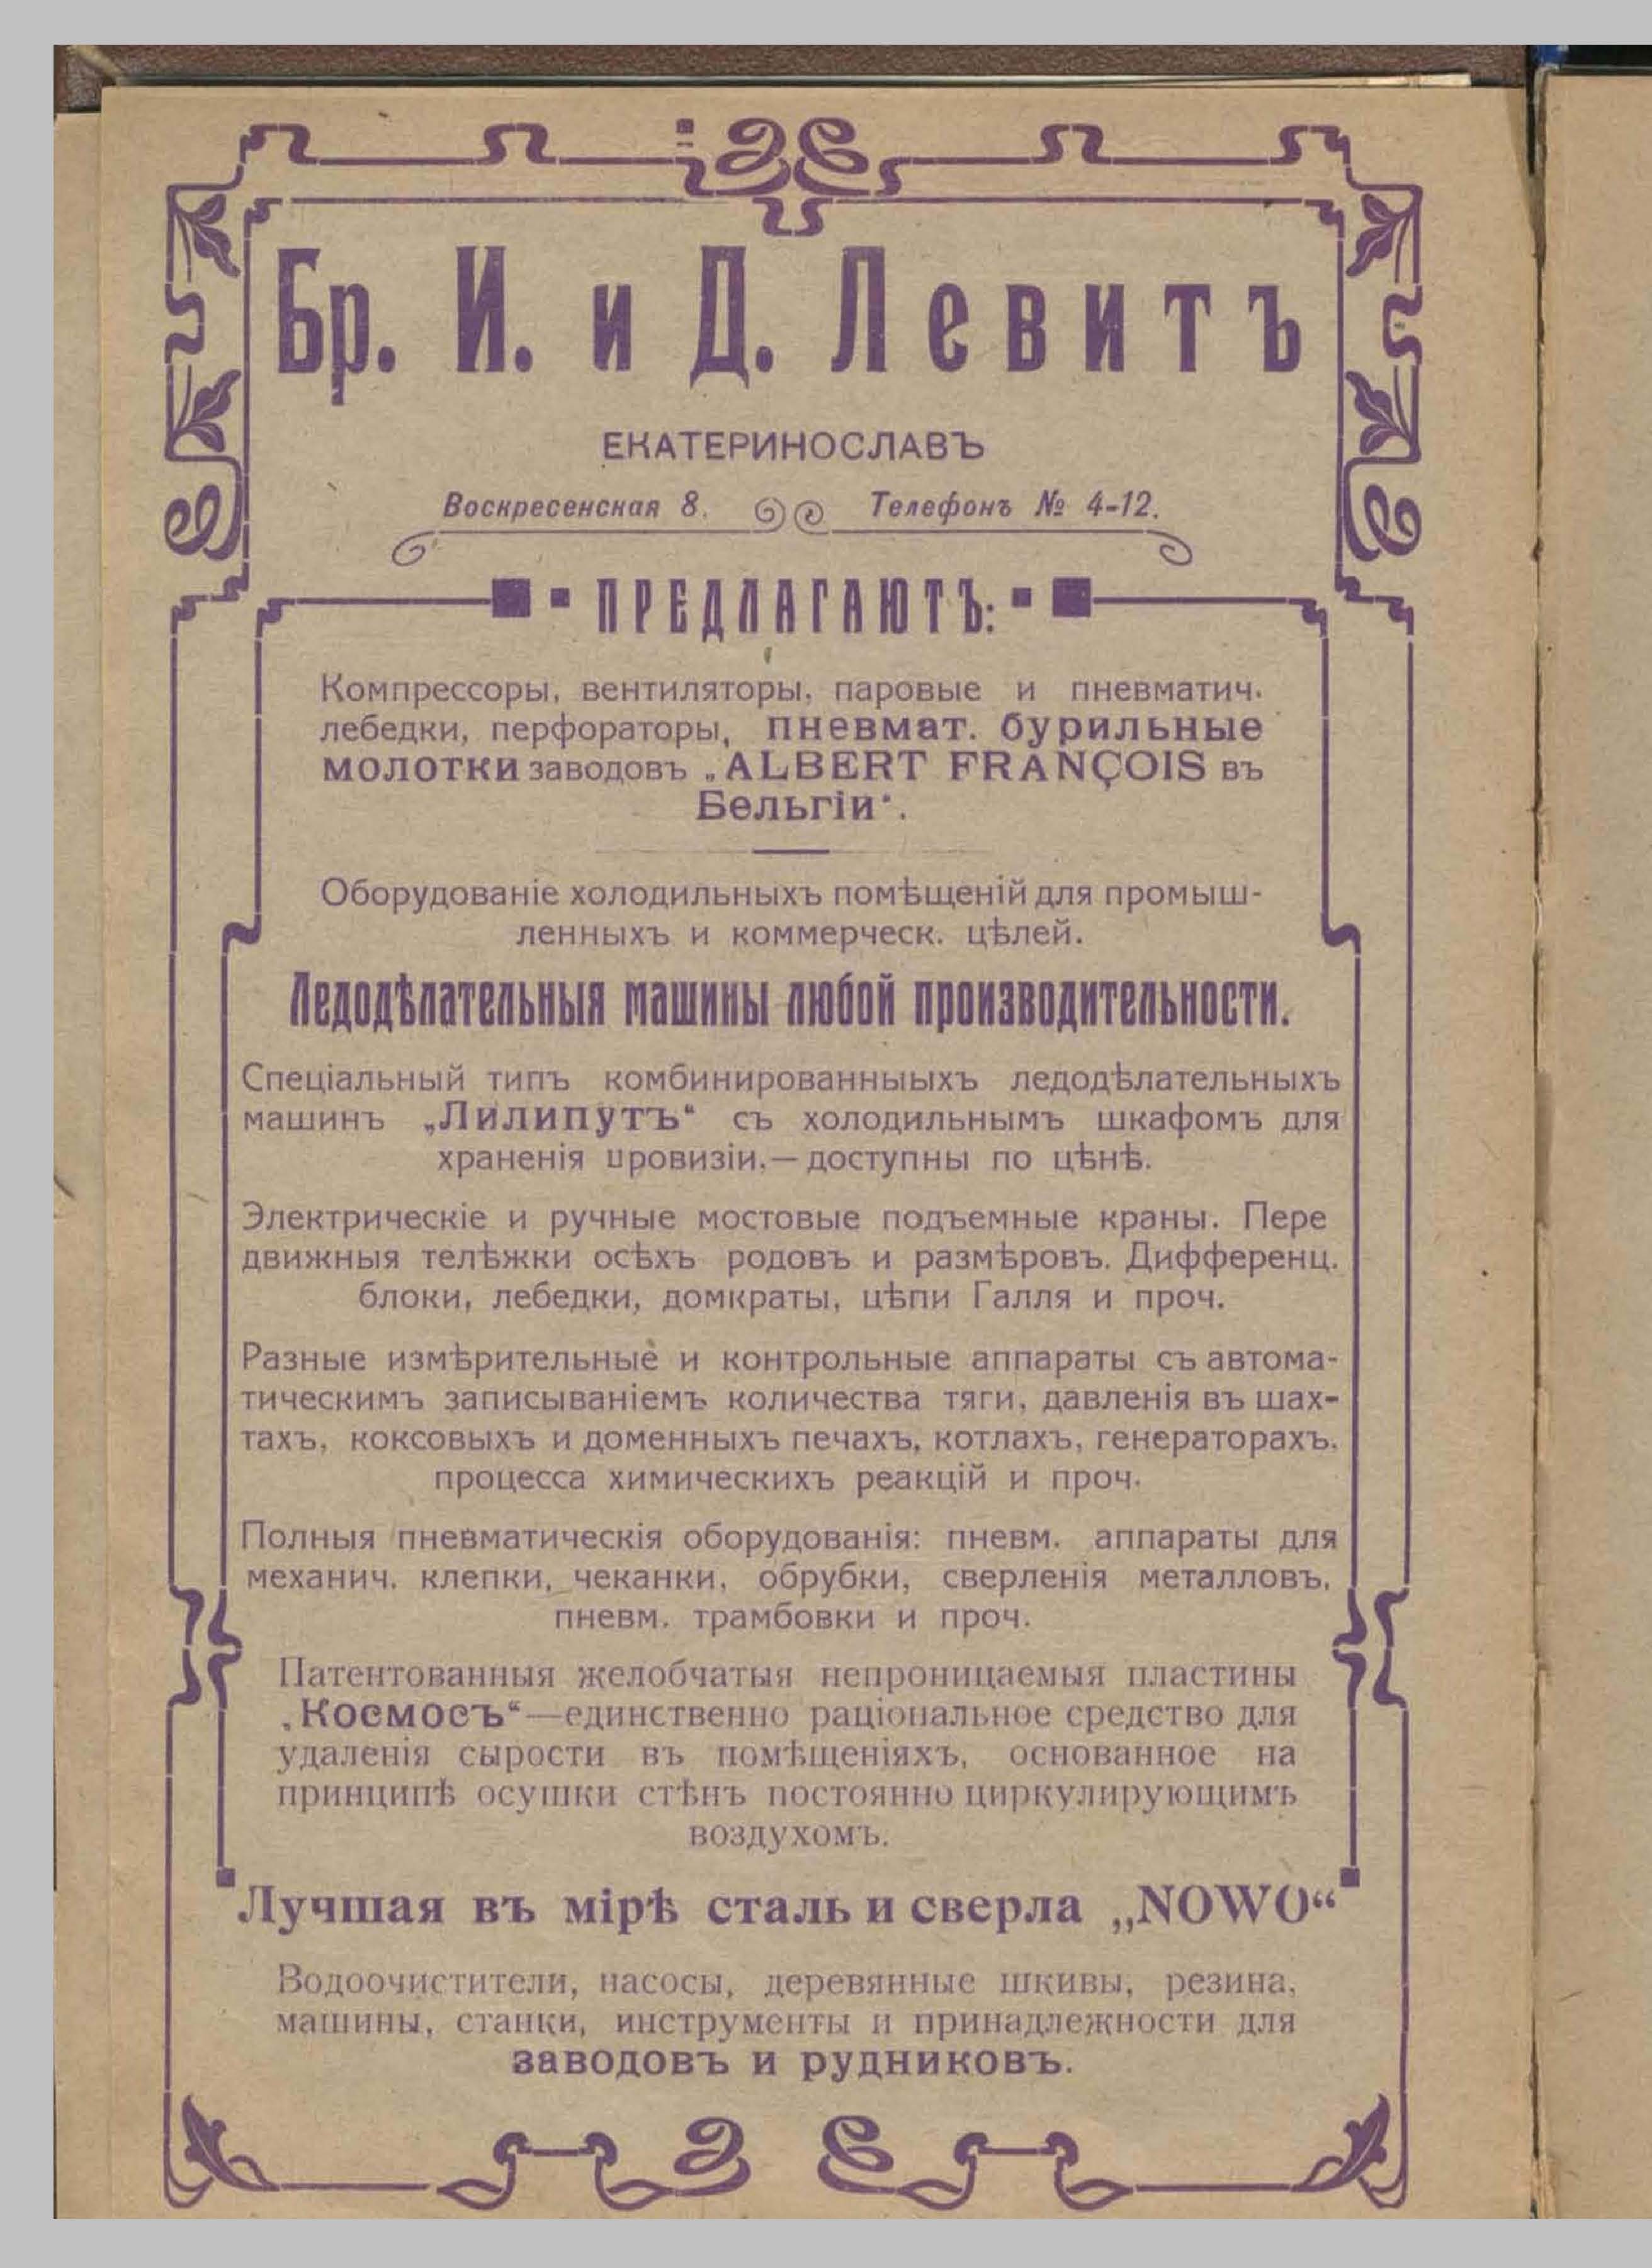 Бр. И. и Д. Левитъ
ЕКАТЕРИНОСЛАВЪ
Воскресенская 8. Телефонъ № 4-12.
ПРЕДЛАГАЮТЪ:
Компрессоры, вентиляторы, паровые и пневматич.
лебедки, перфораторы, пневмат. бурильные
молотки заводовъ „ALBERT FRANÇOIS въ
Бельгіи“.
Оборудованіе холодильныхъ помѣщеній для промыш-
ленныхъ и коммерческ. цѣлей.
Ледодѣлательныя машины любой производительности.
Спеціальный типъ комбинированныыхъ ледодѣлательныхъ
машинъ „Лилипутъ“ съ холодильнымъ шкафомъ для
храненія провизіи,—доступны по цѣнѣ.
Электрическіе и ручные мостовые подъемные краны. Пере
движныя телѣжки осѣхъ родовъ и размѣровъ. Дифференц.
блоки, лебедки, домкраты, цѣпи Галля и проч.
Разные измѣрительные и контрольные аппараты съ автома-
тическимъ записываніемъ количества тяги, давленія въ шах-
тахъ, коксовыхъ и доменныхъ печахъ, котлахъ, генераторахъ,
процесса химическихъ реакцій и проч.
Полныя пневматическія оборудованія: пневм. аппараты для
механич. клепки, чеканки, обрубки, сверленія металловъ,
пневм. трамбовки и проч.
Патентованныя желобчатыя непроницаемыя пластины
„Космосъ“—единственно раціональное средство для
удаленія сырости въ помѣщеніяхъ, основанное на
принципѣ осушки стѣнъ постоянно циркулирующимъ
воздухомъ.
Лучшая въ мірѣ сталь и сверла „NOWO“
Водоочистители, насосы, деревянные шкивы, резина,
машины, станки, инструменты и принадлежности для
заводовъ и рудниковъ.